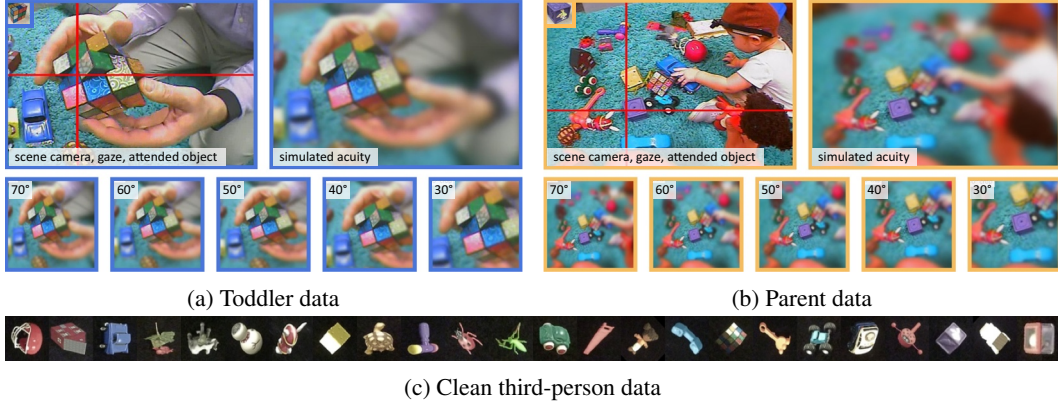 scene camera, gaze, attended object
simulated acuity
scene camera, gaze, attended object
simulated acuity
70°
60°
50°
40°
30°
70°
60°
50°
40°
30°
(a) Toddler data
(b) Parent data
(c) Clean third-person data